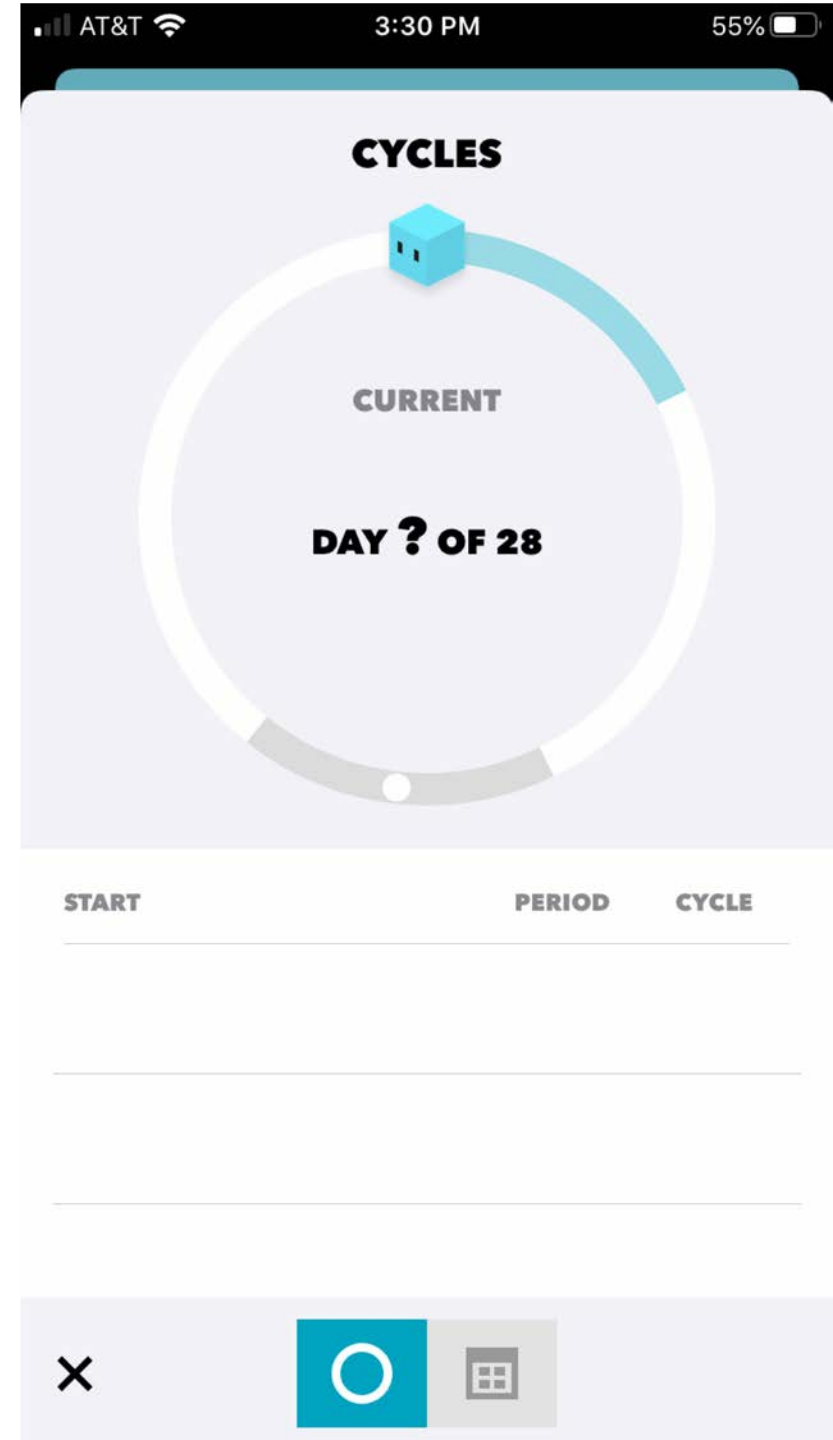 AT&T 3:30 PM 55%
CYCLES
CURRENT
DAY ? OF 28
START PERIOD CYCLE